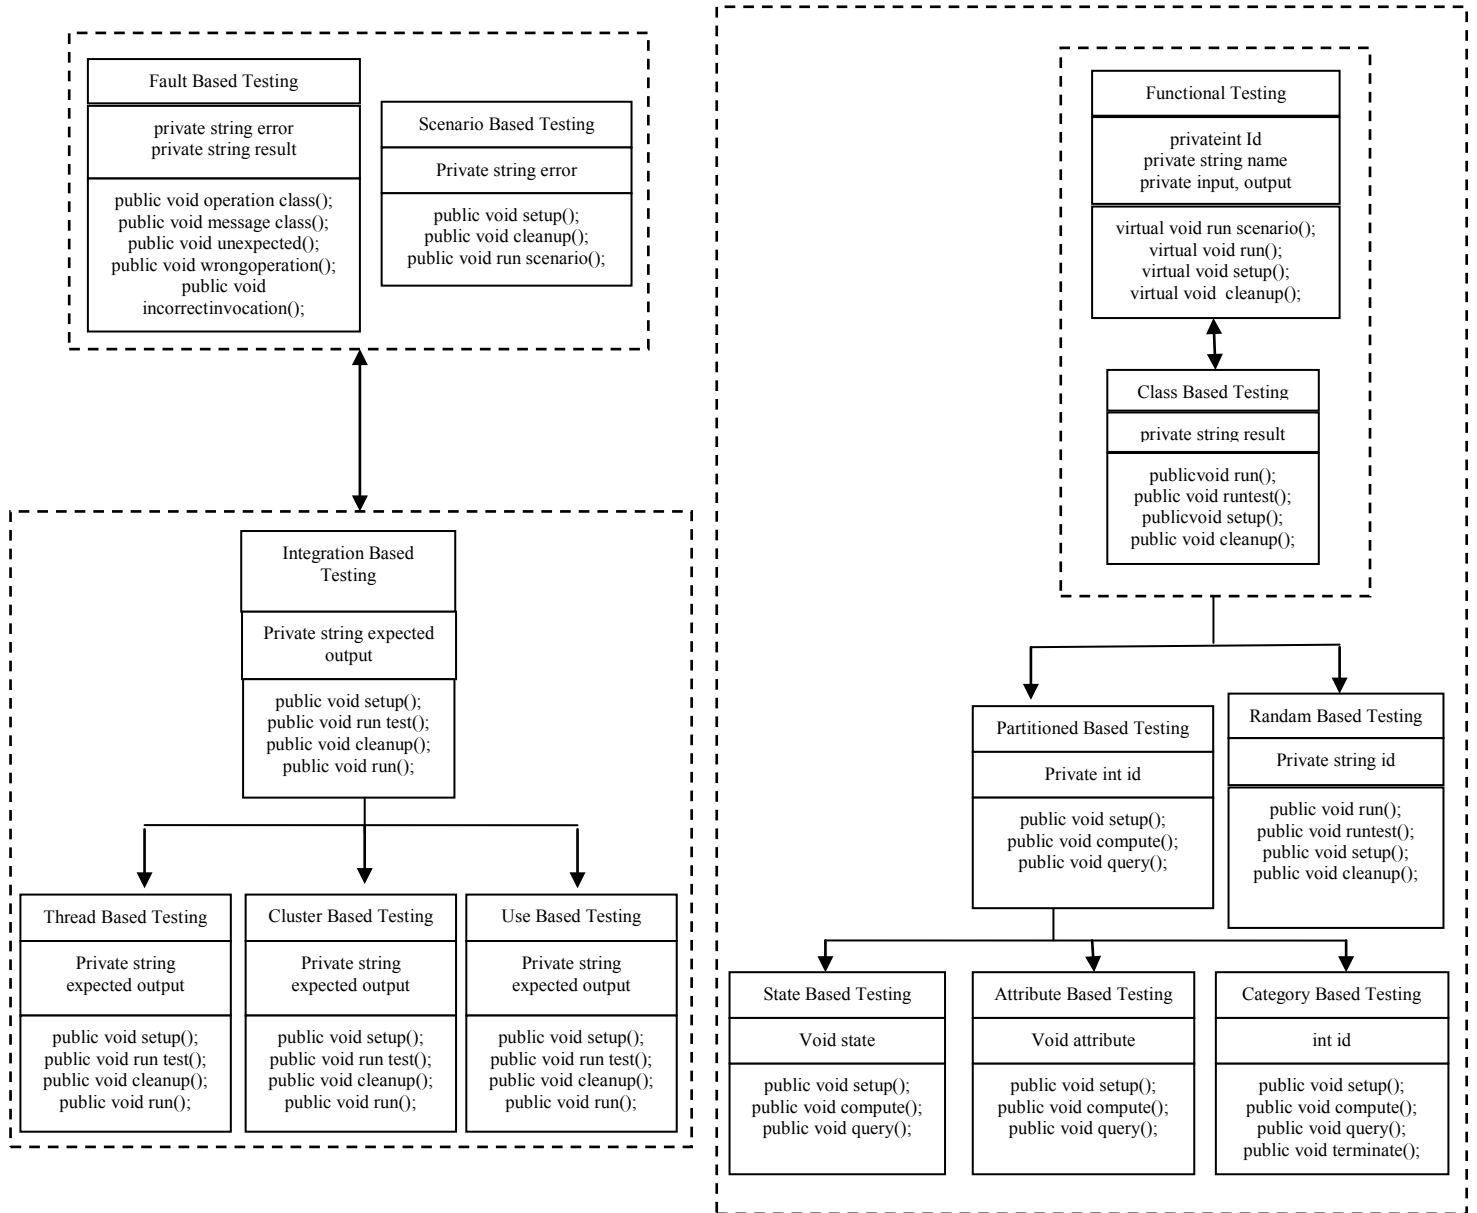 Fault Based Testing
private string error
private string result
public void operation class();
public void message class();
public void unexpected();
public void wrongoperation();
public void
incorrectinvocation();
Scenario Based Testing
Private string error
public void setup();
public void cleanup();
public void run scenario();
Integration Based
Testing
Private string expected
output
public void setup();
public void run test();
public void cleanup();
public void run();
Thread Based Testing
Private string
expected output
public void setup();
public void run test();
public void cleanup();
public void run();
Cluster Based Testing
Private string
expected output
public void setup();
public void run test();
public void cleanup();
public void run();
Use Based Testing
Private string
expected output
public void setup();
public void run test();
public void cleanup();
public void run();
Functional Testing
privateint Id
private string name
private input, output
virtual void run scenario();
virtual void run();
virtual void setup();
virtual void  cleanup();
Class Based Testing
private string result
publicvoid run();
public void runtest();
publicvoid setup();
public void cleanup();
Partitioned Based Testing
Private int id
public void setup();
public void compute();
public void query();
Randam Based Testing
Private string id
public void run();
public void runtest();
public void setup();
public void cleanup();
State Based Testing
Void state
public void setup();
public void compute();
public void query();
Attribute Based Testing
Void attribute
public void setup();
public void compute();
public void query();
Category Based Testing
int id
public void setup();
public void compute();
public void query();
public void terminate();